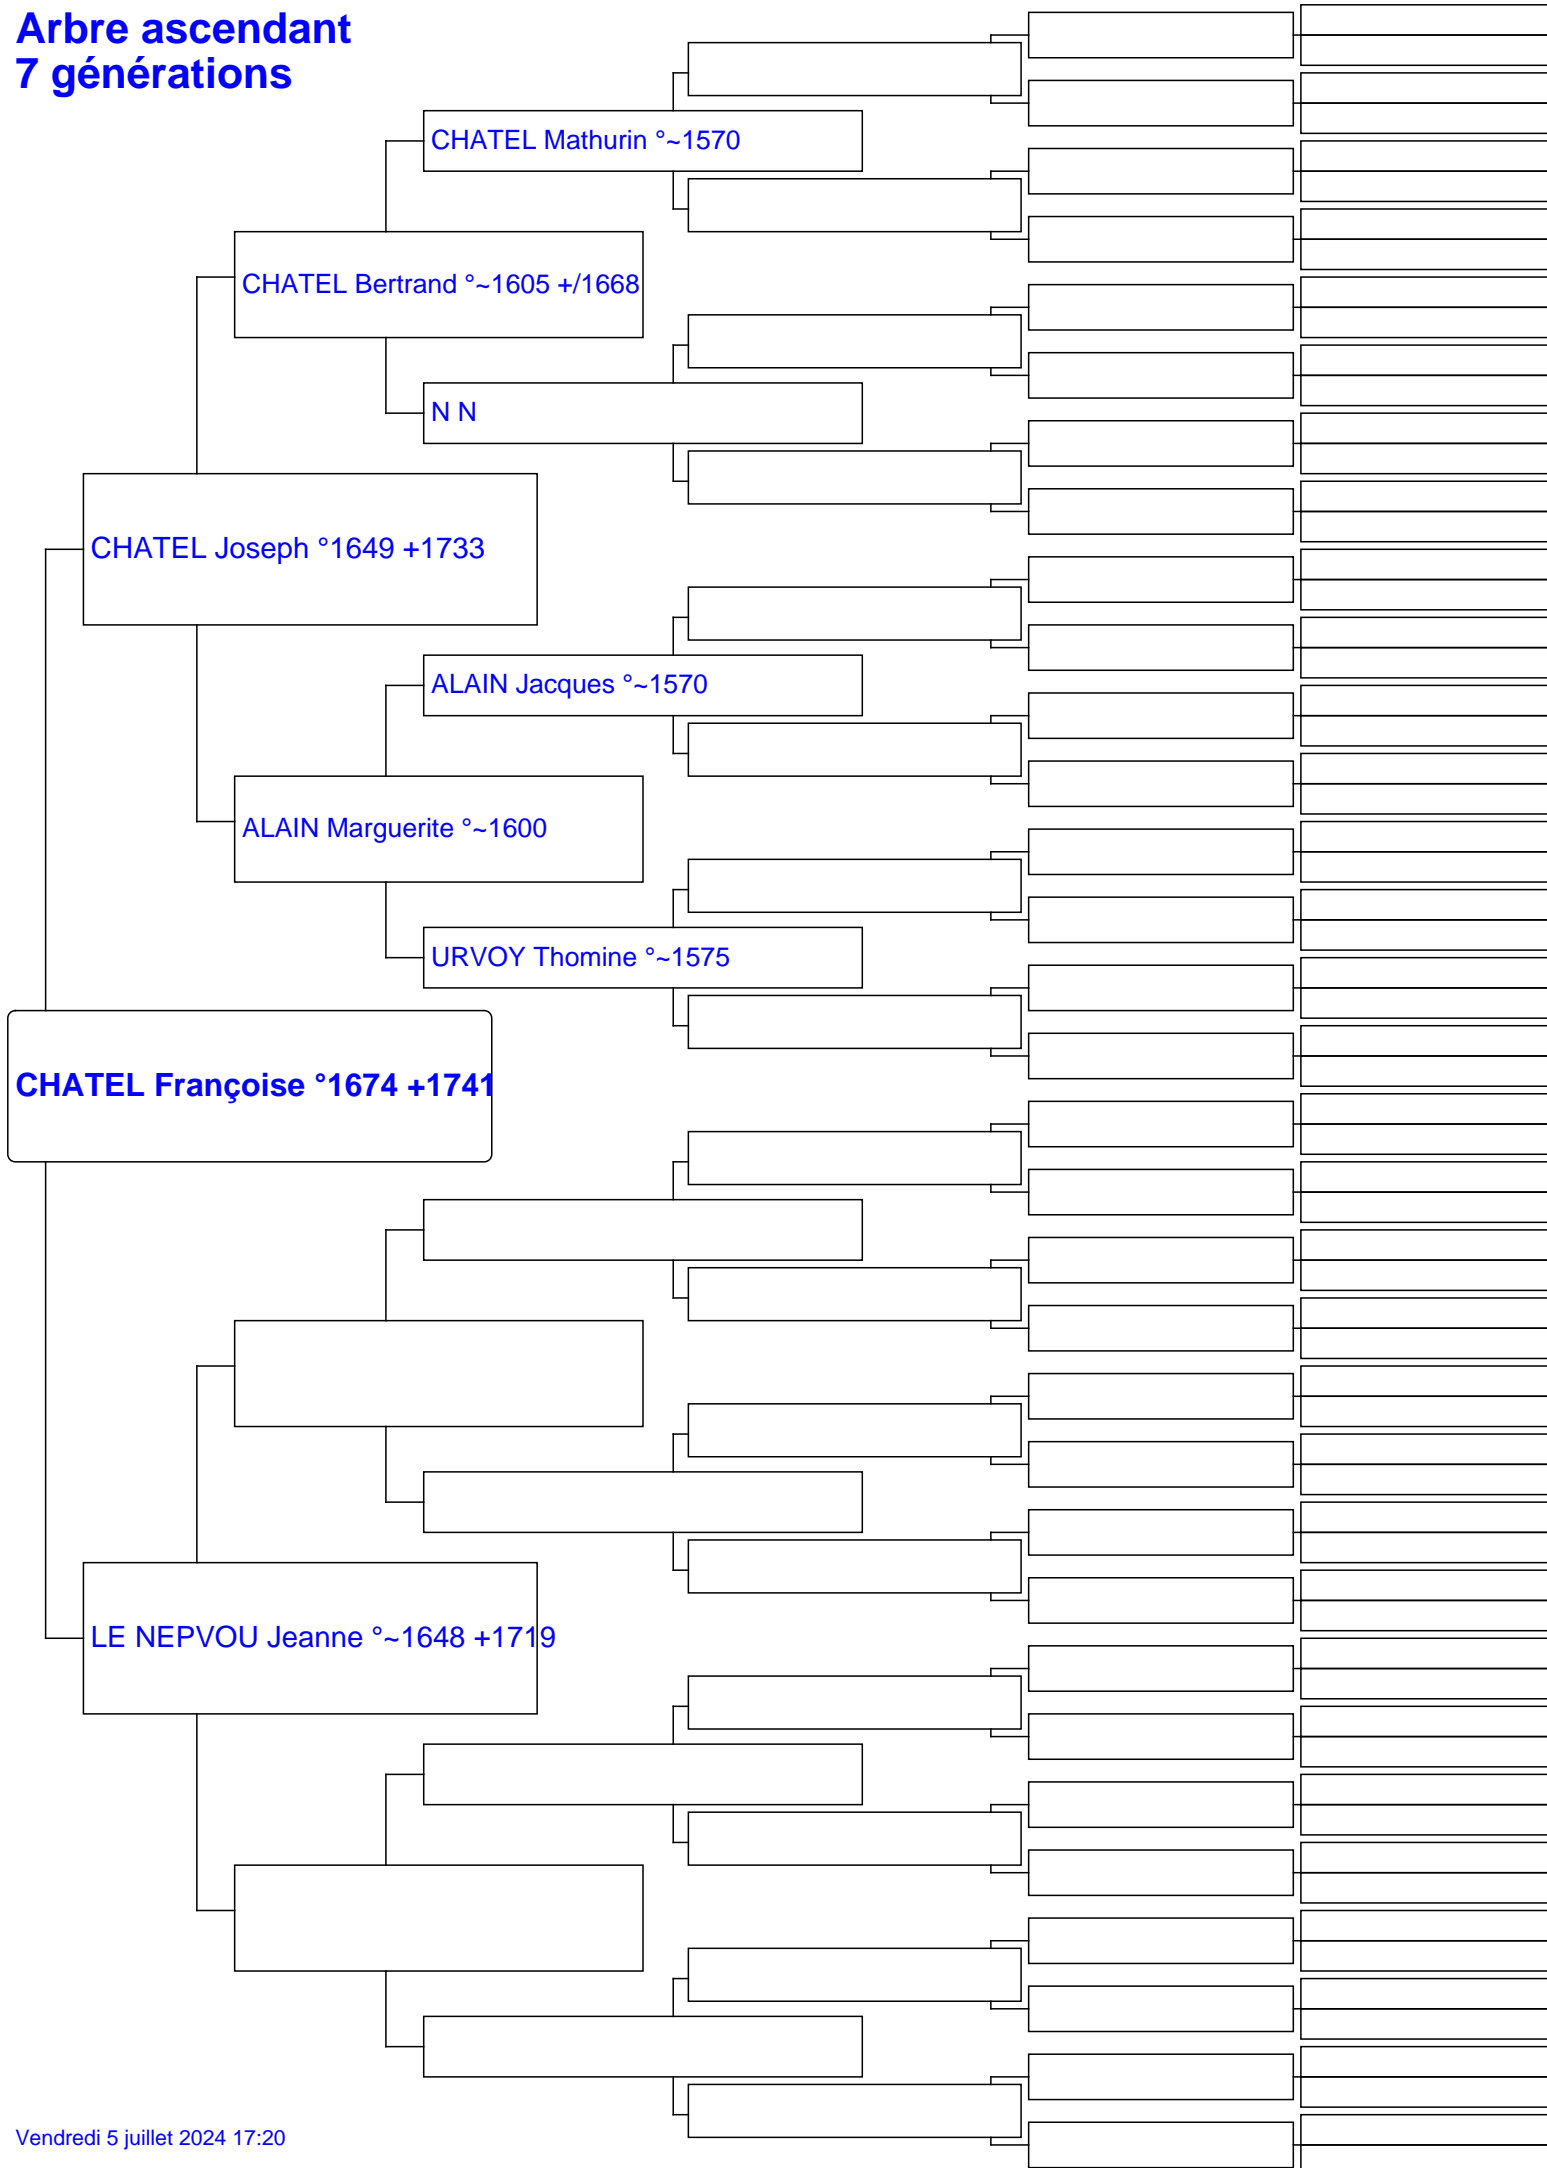 Arbre ascendant
7 générations
CHATEL Mathurin °~1570
CHATEL Bertrand °~1605 +/1668
N N
CHATEL Joseph °1649 +1733
ALAIN Jacques °~1570
ALAIN Marguerite °~1600
URVOY Thomine °~1575
CHATEL Françoise °1674 +1741
LE NEPVOU Jeanne °~1648 +1719
Vendredi 5 juillet 2024 17:20